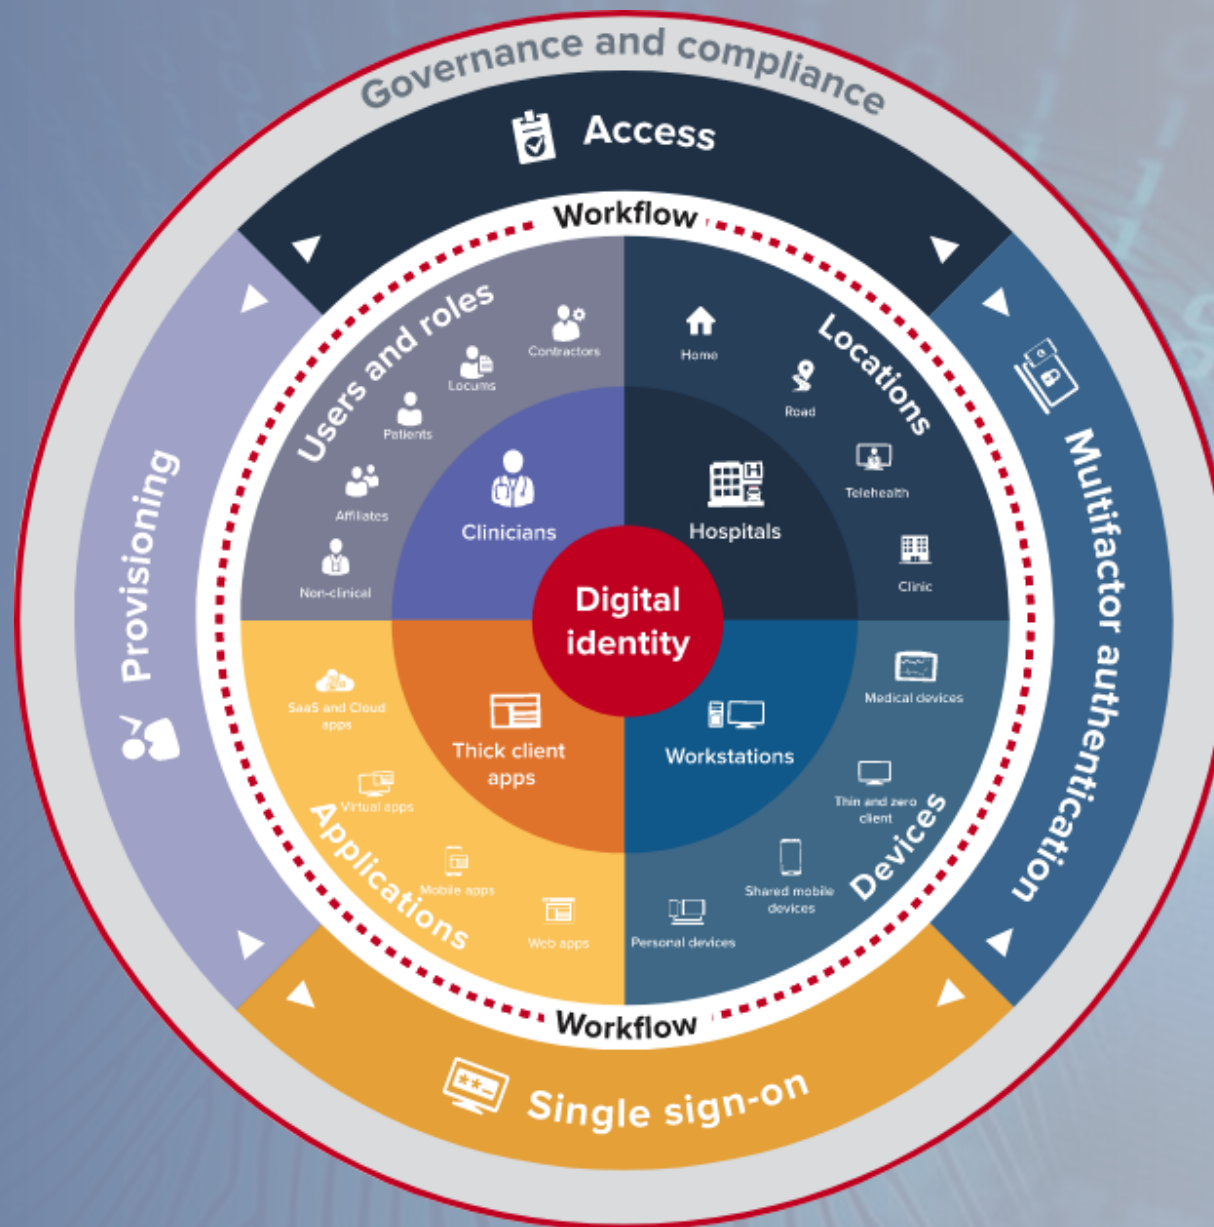 Governance and compliance
Access
Workflow
Users and roles
Contractors
Locums
Patients
Affiliates
Non-clinical
Clinicians
Locations
Home
Road
Telehealth
Clinic
Hospitals
Digital
identity
Provisioning
Multifactor authentication
SaaS and Cloud
apps
Virtual apps
Mobile apps
Web apps
Applications
Thick client
apps
Workstations
Medical devices
Thin and zero
client
Shared mobile
devices
Personal devices
Devices
Workflow
**_
Single sign-on